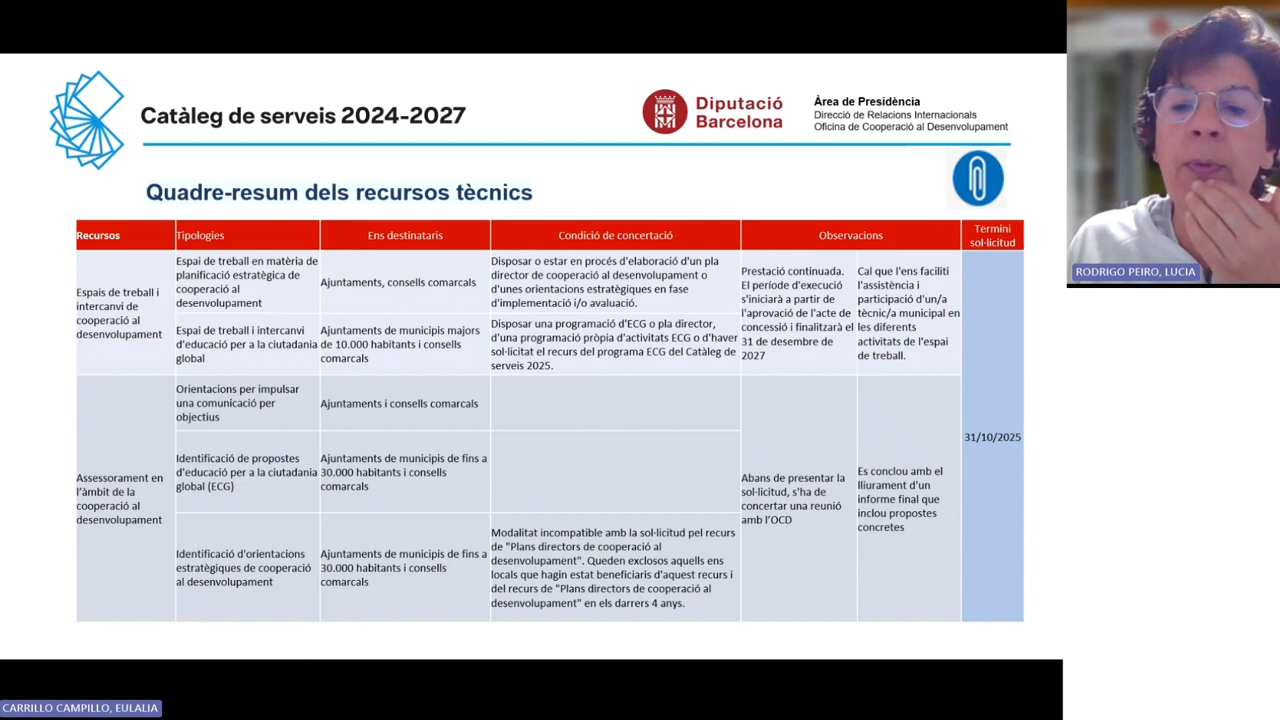 Catàleg de serveis 2024-2027
Diputació
Barcelona
Àrea de Presidència
Direcció de Relacions Internacionals
Oficina de Cooperació al Desenvolupament
RODRIGO PEIRO, LUCIA
Quadre-resum dels recursos tècnics
Recursos
Tipologies
Ens destinataris
Condició de concertació
Observacions
Termini
sol·licitud
Espais de treball i
intercanvi de
cooperació al
desenvolupament
Espai de treball en matèria de
planificació estratègica de
cooperació al
desenvolupament
Ajuntaments, consells comarcals
Disposar o estar en procés d'elaboració d'un pla
director de cooperació al desenvolupament o
d'unes orientacions estratègiques en fase
d'implementació i/o avaluació.
Prestació continuada.
El període d'execució
s'iniciarà a partir de
l'aprovació de l'acte de
concessió i finalitzarà el
31 de desembre de
2027
Cal que l'ens faciliti
l'assistència i
participació d'un/a
tècnic/a municipal en
les diferents
activitats de l'espai
de treball.
31/10/2025
Espai de treball i intercanvi
d'educació per a la ciutadania
global
Ajuntaments de municipis majors
de 10.000 habitants i consells
comarcals
Disposar una programació d'ECG o pla director,
d'una programació pròpia d'activitats ECG o d'haver
sol·licitat el recurs del programa ECG del Catàleg de
serveis 2025.
Assessorament en
l'àmbit de la
cooperació al
desenvolupament
Orientacions per impulsar
una comunicació per
objectius
Ajuntaments i consells comarcals
Abans de presentar la
sol·licitud, s'ha de
concertar una reunió
amb l'OCD
Es conclou amb el
lliurament d'un
informe final que
inclou propostes
concretes
Identificació de propostes
d'educació per a la ciutadania
global (ECG)
Ajuntaments de municipis de fins a
30.000 habitants i consells
comarcals
Identificació d'orientacions
estratègiques de cooperació
al desenvolupament
Ajuntaments de municipis de fins a
30.000 habitants i consells
comarcals
Modalitat incompatible amb la sol·licitud pel recurs
de "Plans directors de cooperació al
desenvolupament". Queden exclosos aquells ens
locals que hagin estat beneficiaris d'aquest recurs i
del recurs de "Plans directors de cooperació al
desenvolupament" en els darrers 4 anys.
CARRILLO CAMPILLO, EULALIA